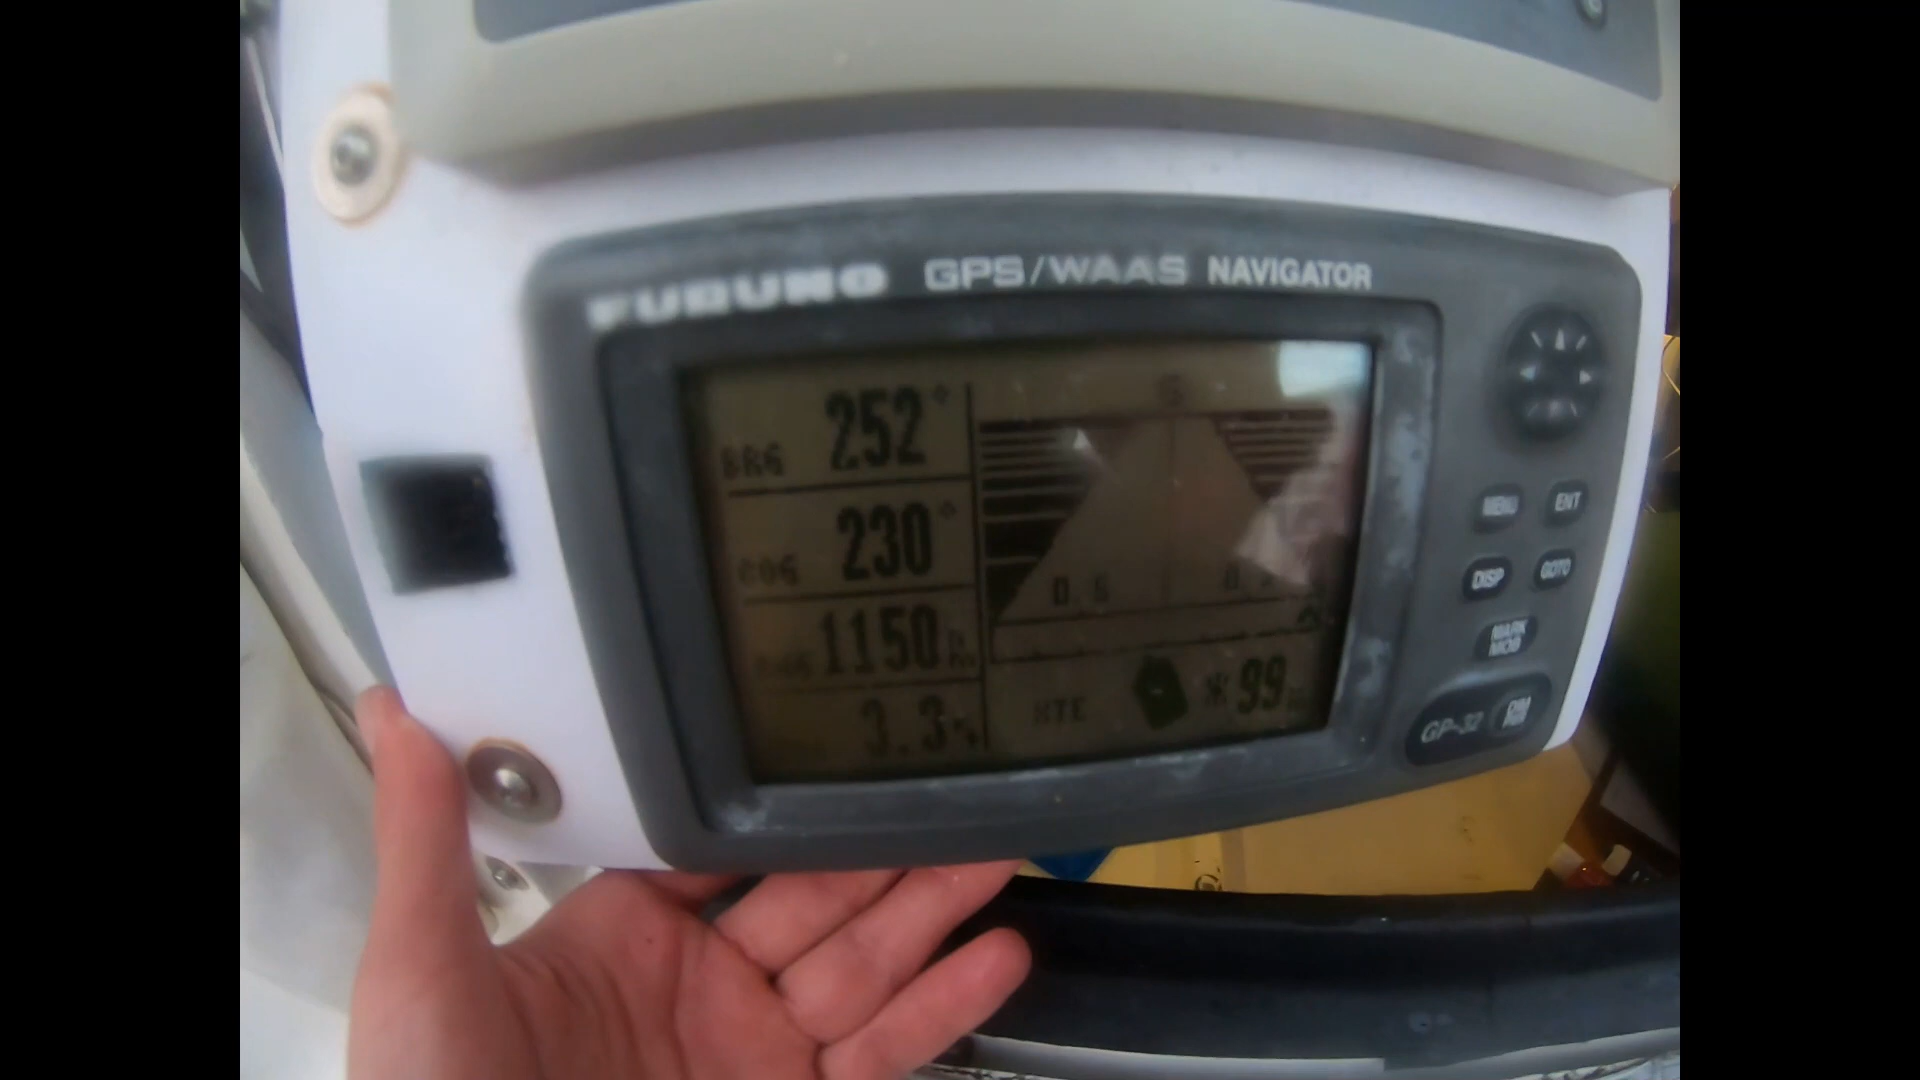 FURUNO GPS/WAAS NAVIGATOR
BRG 252°
COG 230°
1150
3.3
XTE
99
MENU ENT
DISP GOTO
MARK
MOB
GP-32
DIM